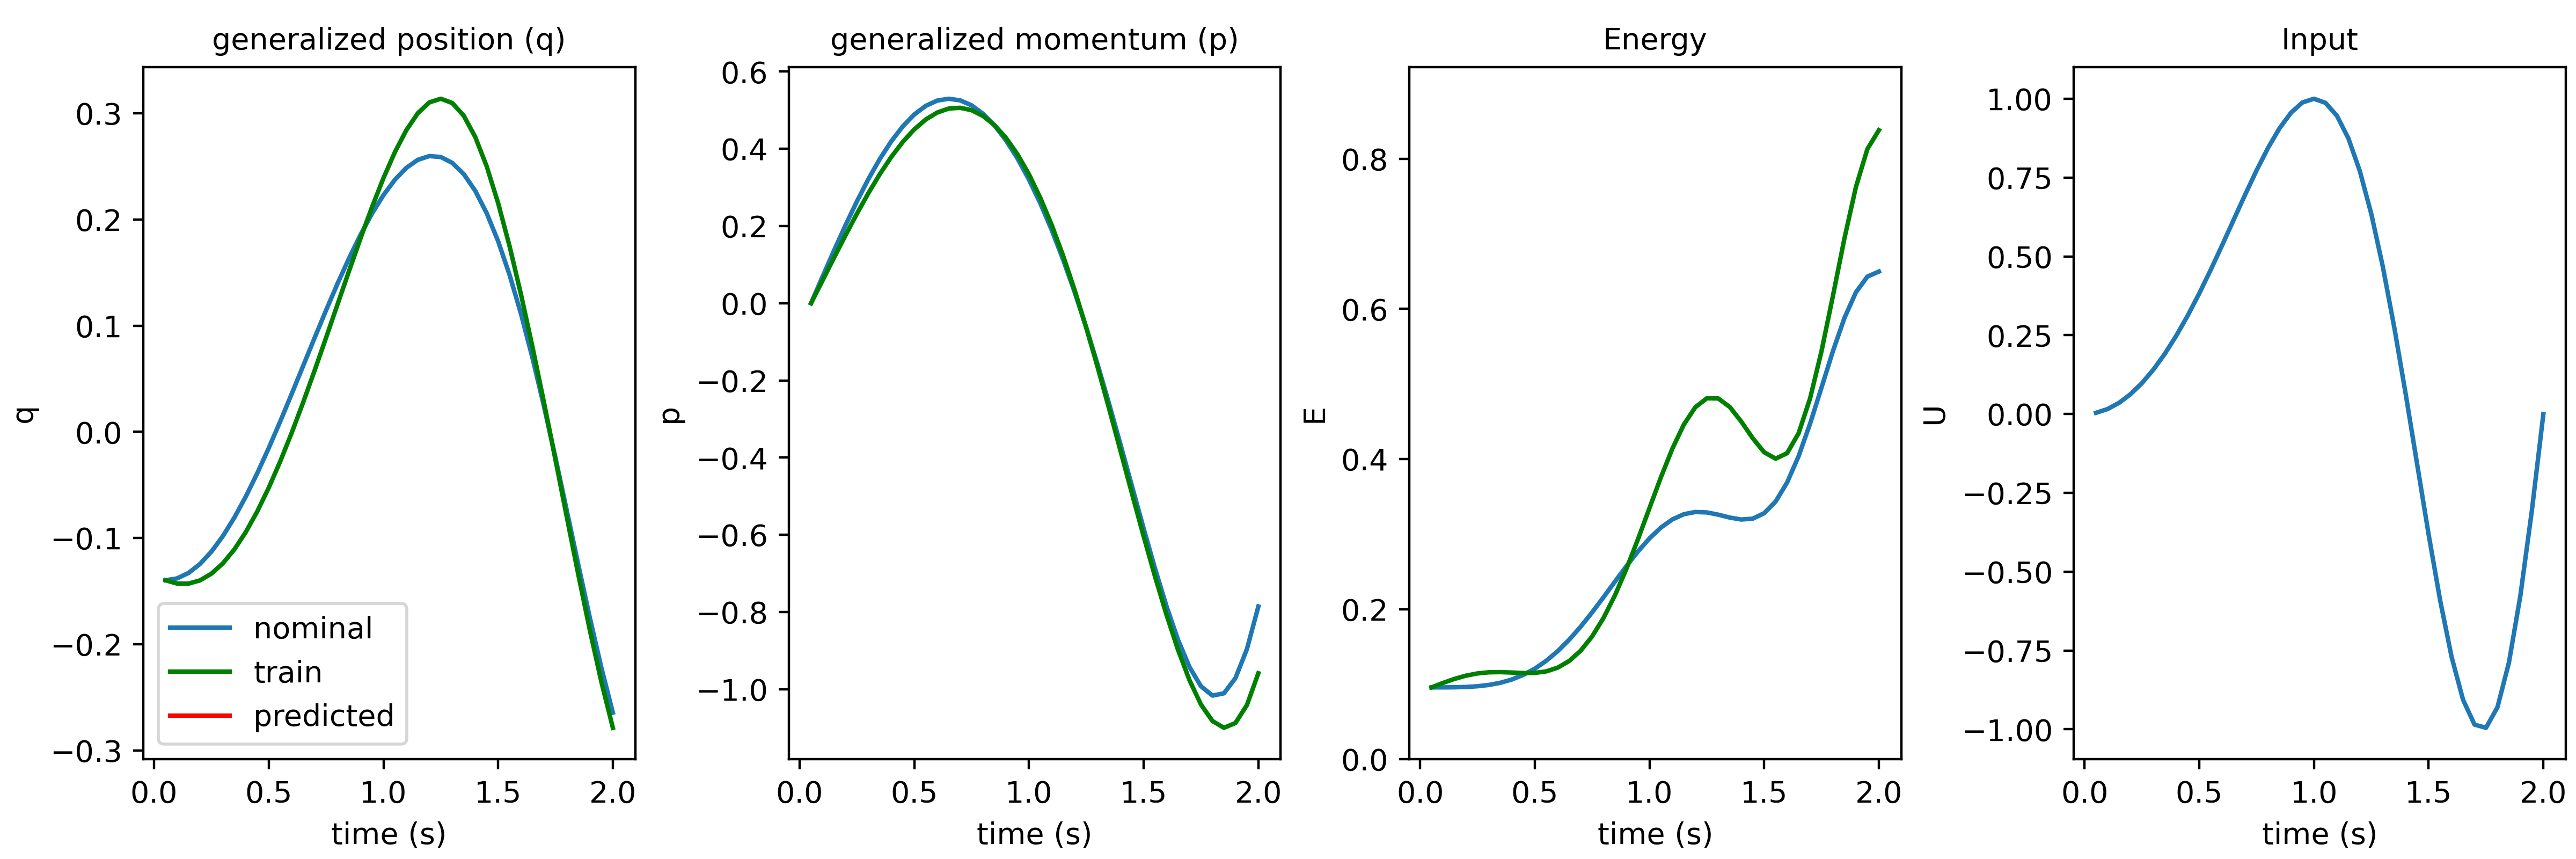 generalized position (q)
0.3
0.2
0.1
0.0
−0.1
−0.2
−0.3
q
nominal
train
predicted
0.0 0.5 1.0 1.5 2.0
time (s)
generalized momentum (p)
0.6
0.4
0.2
0.0
−0.2
−0.4
−0.6
−0.8
−1.0
p
0.0 0.5 1.0 1.5 2.0
time (s)
Energy
0.8
0.6
0.4
0.2
0.0
E
0.0 0.5 1.0 1.5 2.0
time (s)
Input
1.00
0.75
0.50
0.25
0.00
−0.25
−0.50
−0.75
−1.00
U
0.0 0.5 1.0 1.5 2.0
time (s)